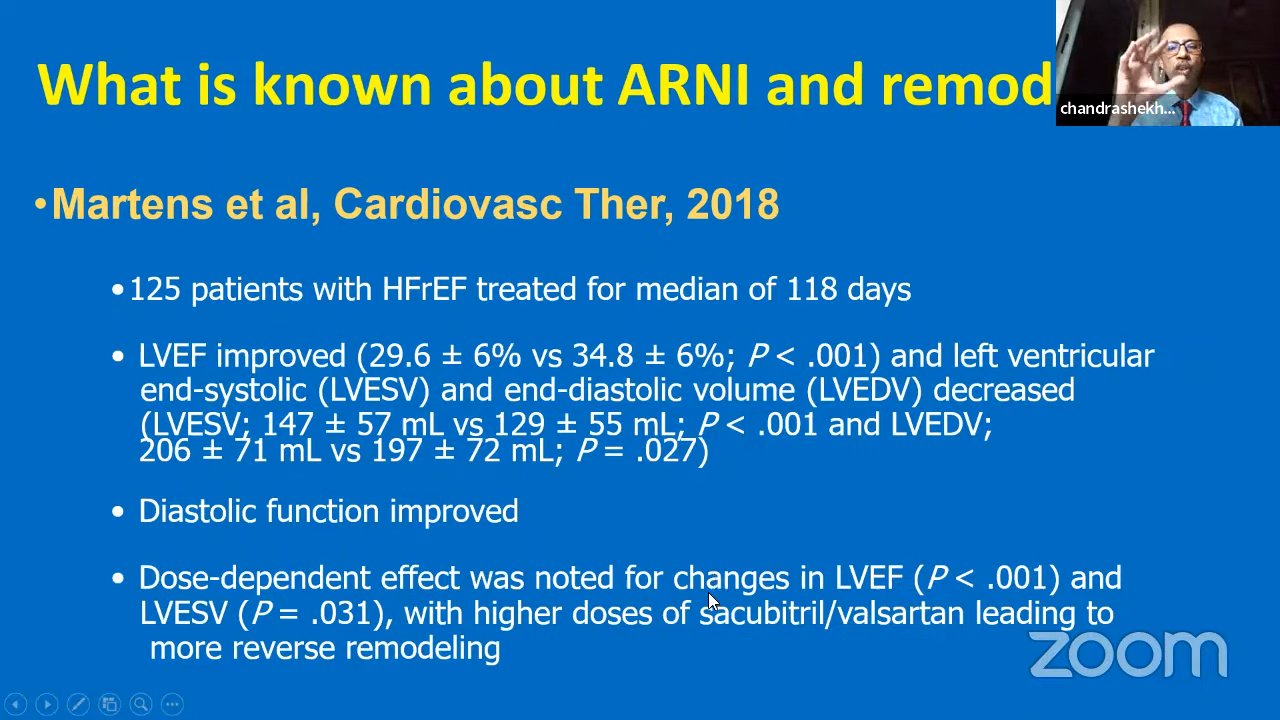 What is known about ARNI and remod
chandrashekh...
•Martens et al, Cardiovasc Ther, 2018
•125 patients with HFrEF treated for median of 118 days
• LVEF improved (29.6 ± 6% vs 34.8 ± 6%; P < .001) and left ventricular
end-systolic (LVESV) and end-diastolic volume (LVEDV) decreased
(LVESV; 147 ± 57 mL vs 129 ± 55 mL; P < .001 and LVEDV;
206 ± 71 mL vs 197 ± 72 mL; P = .027)
• Diastolic function improved
• Dose-dependent effect was noted for changes in LVEF (P < .001) and
LVESV (P = .031), with higher doses of sacubitril/valsartan leading to
more reverse remodeling
zoom